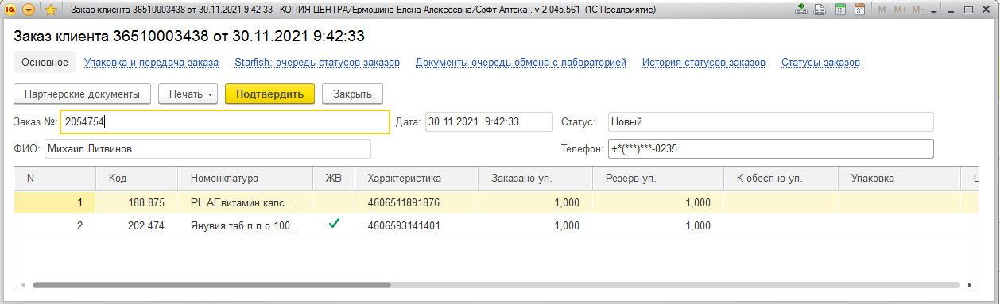 Заказ клиента 36510003438 от 30.11.2021 9:42:33 - КОПИЯ ЦЕНТРА/Ермошина Елена Алексеевна/Софт-Аптека:, v.2.045.561 (1С:Предприятие) M M+ M-
Заказ клиента 36510003438 от 30.11.2021 9:42:33
Основное Упаковка и передача заказа Starfish: очередь статусов заказов Документы очередь обмена с лабораторией История статусов заказов Статусы заказов
Партнерские документы Печать Подтвердить Закрыть
Заказ №: 2054754 Дата: 30.11.2021 9:42:33 Статус: Новый
ФИО: Михаил Литвинов Телефон: +*(***)***-0235
N Код Номенклатура ЖВ Характеристика Заказано уп. Резерв уп. К обесп-ю уп. Упаковка
1 188 875 PL АЕвитамин капс.... 4606511891876 1,000 1,000
2 202 474 Янувия таб.п.п.о.100... 4606593141401 1,000 1,000